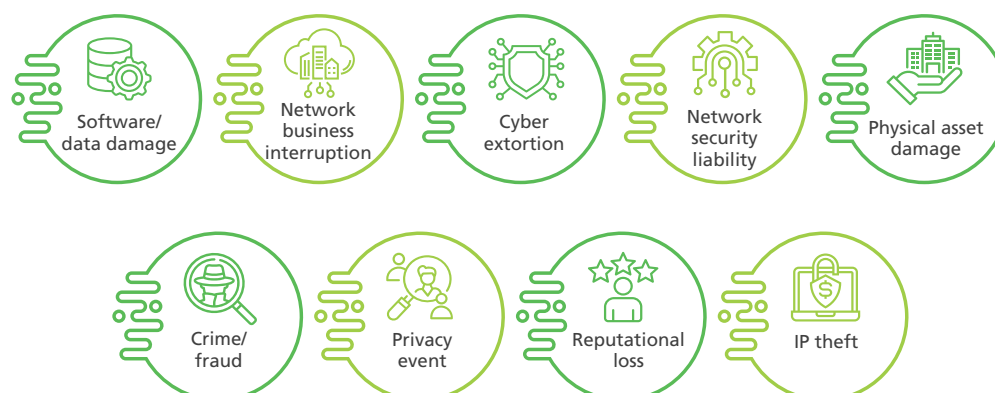 Software/
data damage
Network
business
interruption
Cyber
extortion
Network
security
liability
Physical asset
damage
Crime/
fraud
Privacy
event
Reputational
loss
$
IP theft